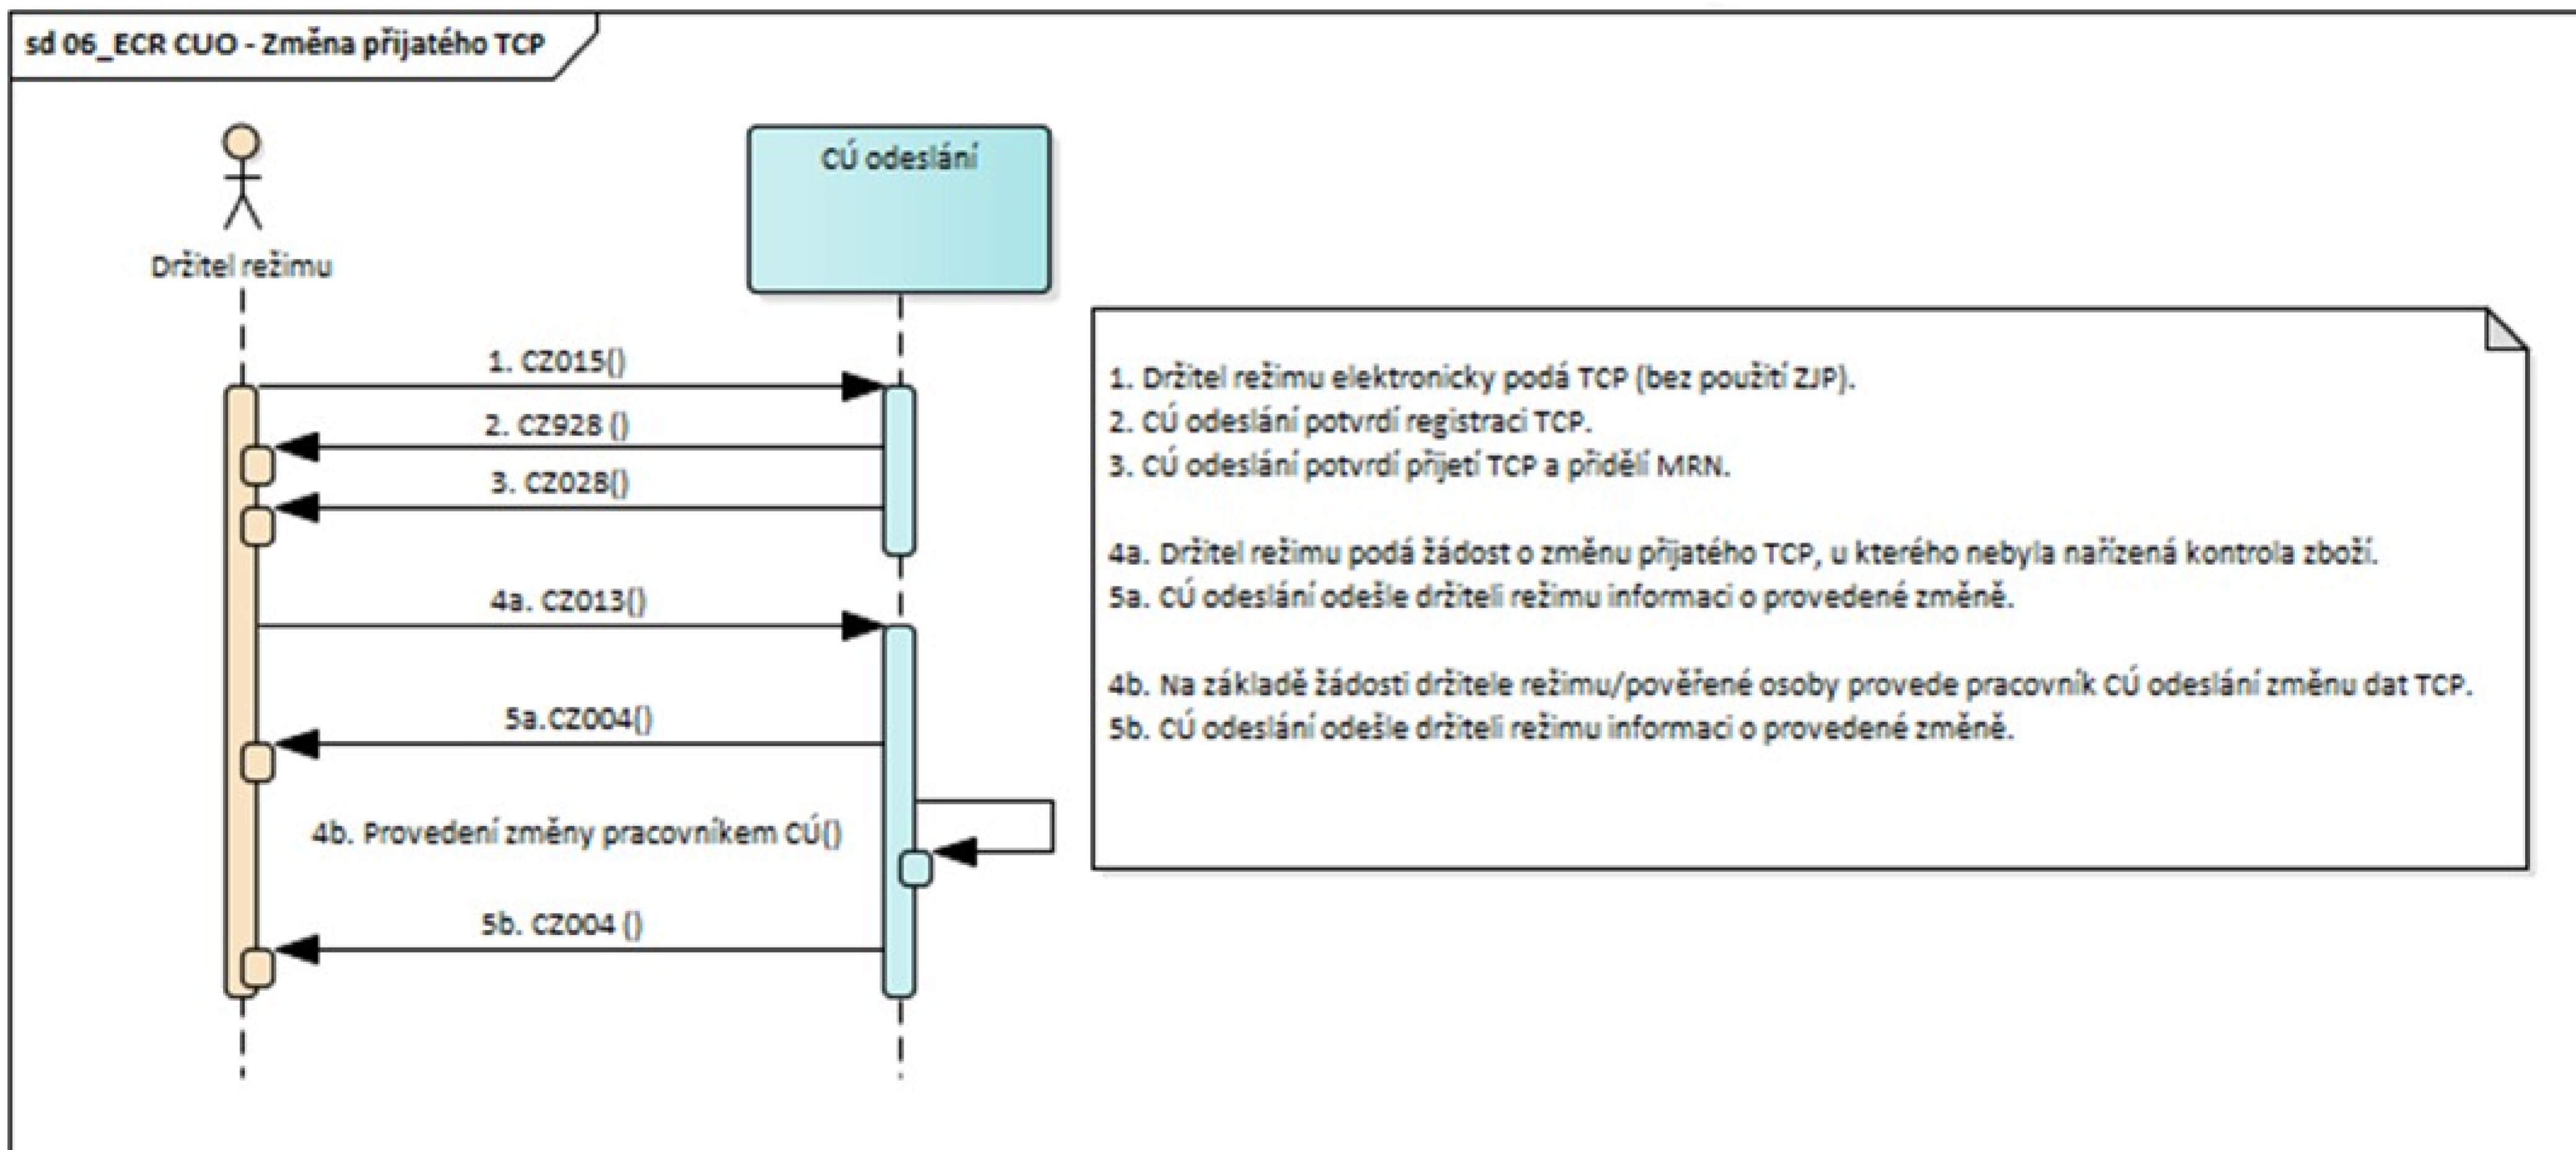 sd 06_ECR CUO - Změna přijatého TCP
CÚ odeslání
Držitel režimu
1. CZ015()
2. CZ928 ()
3. CZ028()
4a. CZ013()
5a.CZ004()
4b. Provedení změny pracovníkem CÚ()
5b. CZ004 ()
1. Držitel režimu elektronicky podá TCP (bez použití ZJP).
2. CÚ odeslání potvrdí registraci TCP.
3. CÚ odeslání potvrdí přijetí TCP a přidělí MRN.
4a. Držitel režimu podá žádost o změnu přijatého TCP, u kterého nebyla nařízená kontrola zboží.
5a. CÚ odeslání odešle držiteli režimu informaci o provedené změně.
4b. Na základě žádosti držitele režimu/pověřené osoby provede pracovník CÚ odeslání změnu dat TCP.
5b. CÚ odeslání odešle držiteli režimu informaci o provedené změně.